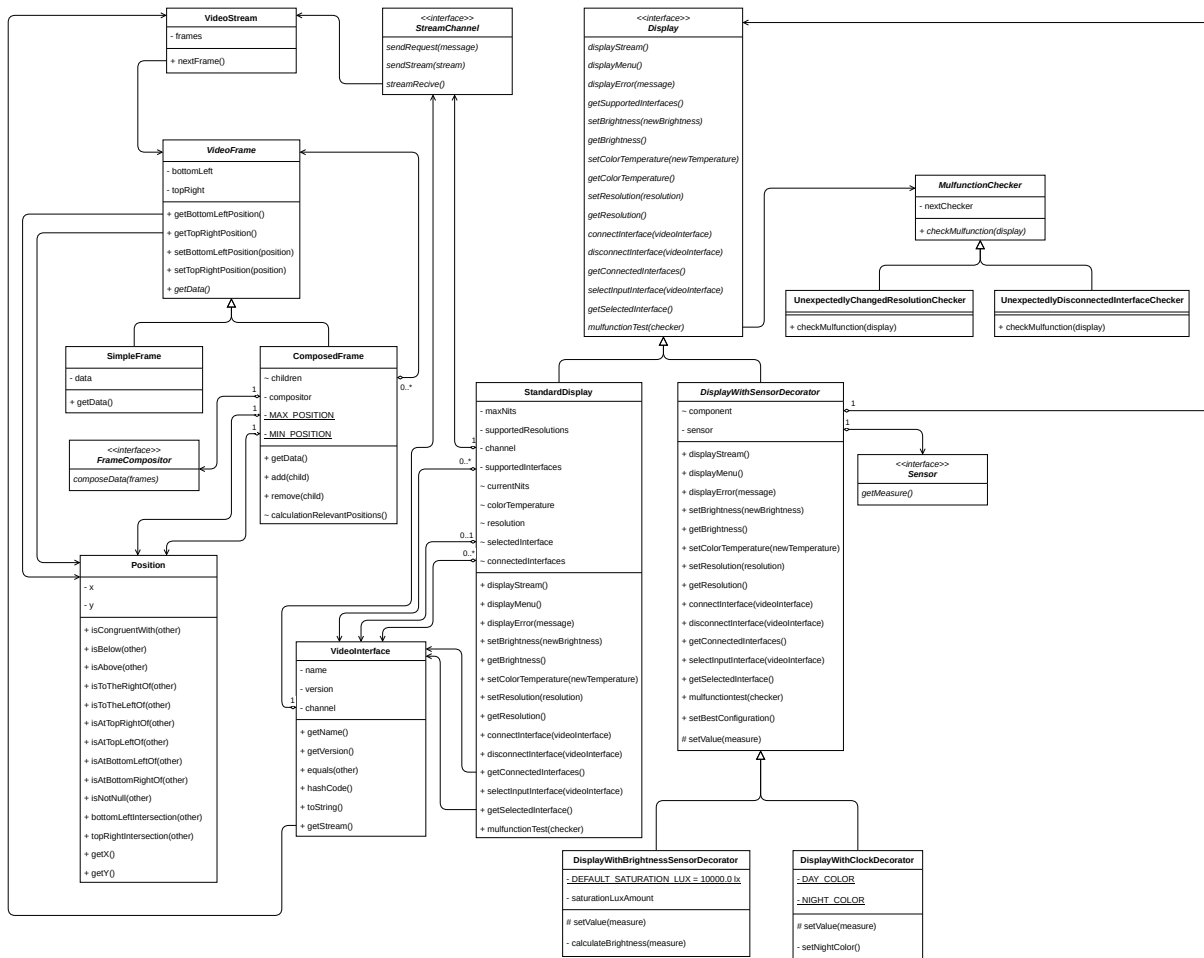 VideoStream
- frames
+ nextFrame()
<<interface>>
StreamChannel
sendRequest(message)
sendStream(stream)
streamRecive()
<<interface>>
Display
displayStream()
displayMenu()
displayError(message)
getSupportedInterfaces()
setBrightness(newBrightness)
getBrightness()
setColorTemperature(newTemperature)
getColorTemperature()
setResolution(resolution)
getResolution()
connectInterface(videoInterface)
disconnectInterface(videoInterface)
getConnectedInterfaces()
selectInputInterface(videoInterface)
getSelectedInterface()
mulfunctionTest(checker)
MulfunctionChecker
- nextChecker
+ checkMulfunction(display)
UnexpectedlyChangedResolutionChecker
+ checkMulfunction(display)
UnexpectedlyDisconnectedInterfaceChecker
+ checkMulfunction(display)
VideoFrame
- bottomLeft
- topRight
+ getBottomLeftPosition()
+ getTopRightPosition()
+ setBottomLeftPosition(position)
+ setTopRightPosition(position)
+ getData()
SimpleFrame
- data
+ getData()
ComposedFrame
~ children
- compositor
- MAX_POSITION
- MIN_POSITION
+ getData()
+ add(child)
+ remove(child)
~ calculationRelevantPositions()
0..*
1
1
1
<<interface>>
FrameCompositor
composeData(frames)
Position
- x
- y
+ isCongruentWith(other)
+ isBelow(other)
+ isAbove(other)
+ isToTheRightOf(other)
+ isToTheLeftOf(other)
+ isAtTopRightOf(other)
+ isAtTopLeftOf(other)
+ isAtBottomLeftOf(other)
+ isAtBottomRightOf(other)
+ isNotNull(other)
+ bottomLeftIntersection(other)
+ topRightIntersection(other)
+ getX()
+ getY()
VideoInterface
- name
- version
- channel
+ getName()
+ getVersion()
+ equals(other)
+ hashCode()
+ toString()
+ getStream()
1
StandardDisplay
- maxNits
- supportedResolutions
- channel
- supportedInterfaces
~ currentNits
~ colorTemperature
~ resolution
~ selectedInterface
~ connectedInterfaces
+ displayStream()
+ displayMenu()
+ displayError(message)
+ setBrightness(newBrightness)
+ getBrightness()
+ setColorTemperature(newTemperature)
+ setResolution(resolution)
+ getResolution()
+ connectInterface(videoInterface)
+ disconnectInterface(videoInterface)
+ getConnectedInterfaces()
+ selectInputInterface(videoInterface)
+ getSelectedInterface()
+ mulfunctionTest(checker)
1
0..*
0..1
0..*
DisplayWithSensorDecorator
~ component
- sensor
+ displayStream()
+ displayMenu()
+ displayError(message)
+ setBrightness(newBrightness)
+ getBrightness()
+ setColorTemperature(newTemperature)
+ setResolution(resolution)
+ getResolution()
+ connectInterface(videoInterface)
+ disconnectInterface(videoInterface)
+ getConnectedInterfaces()
+ selectInputInterface(videoInterface)
+ getSelectedInterface()
+ mulfunctiontest(checker)
+ setBestConfiguration()
# setValue(measure)
1
1
<<interface>>
Sensor
getMeasure()
DisplayWithBrightnessSensorDecorator
- DEFAULT_SATURATION_LUX = 10000.0 lx
- saturationLuxAmount
# setValue(measure)
- calculateBrightness(measure)
DisplayWithClockDecorator
- DAY_COLOR
- NIGHT_COLOR
# setValue(measure)
- setNightColor()